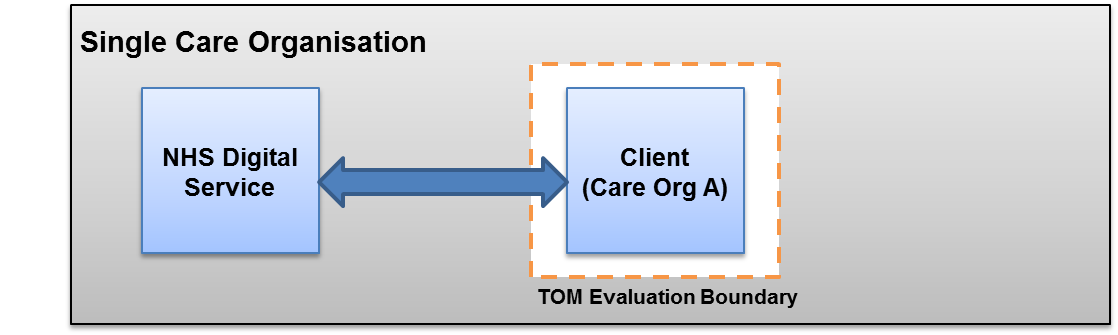 Single Care Organisation
NHS Digital
Service
Client
(Care Org A)
TOM Evaluation Boundary